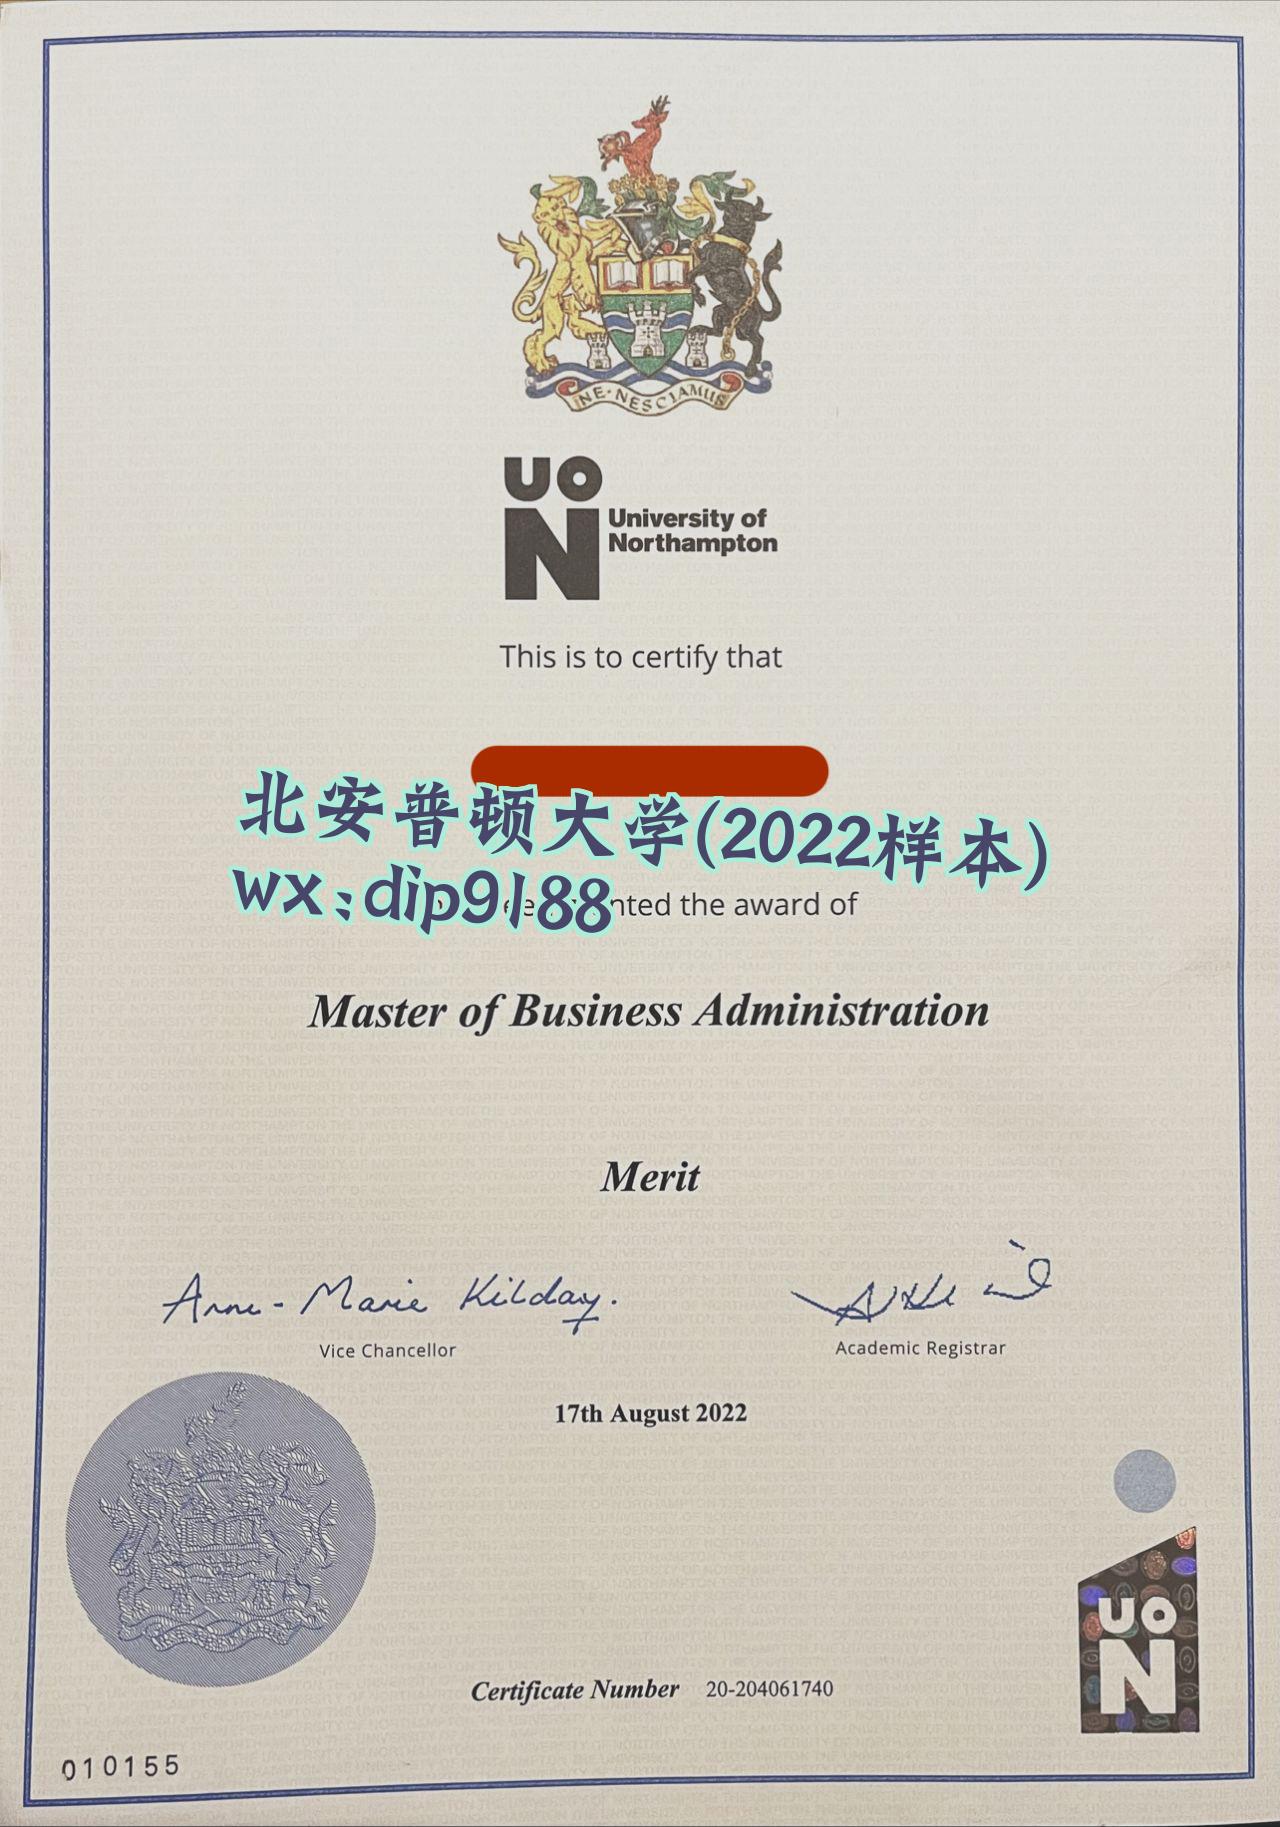 NE·NESCIAMUS
UON
University of
Northampton
This is to certify that
北安普顿大学(2022样本)
wx:dip9188
nted the award of
Master of Business Administration
Merit
Anne-Marie Kilday.
Vice Chancellor
Academic Registrar
17th August 2022
UON
Certificate Number 20-204061740
010155